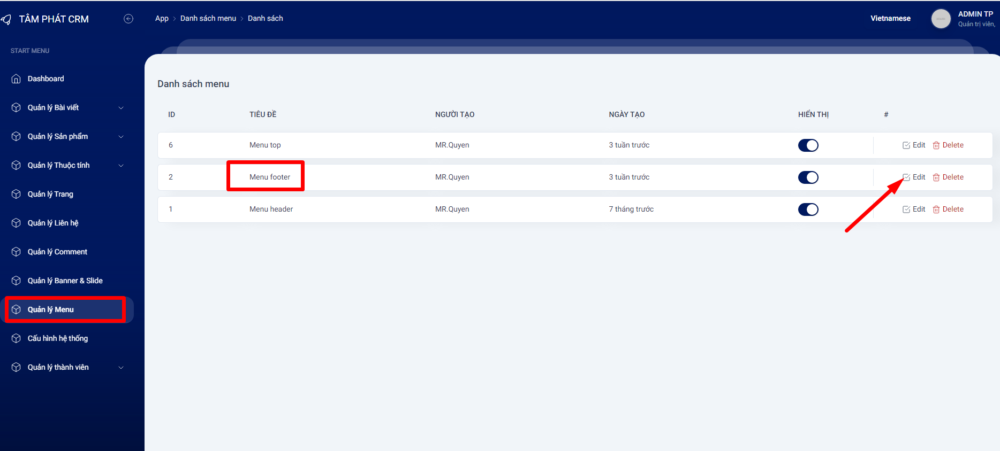 TÂM PHÁT CRM
App > Danh sách menu > Danh sách
Vietnamese
ADMIN TP
Quản trị viên,
START MENU
Dashboard
Quản lý Bài viết
Quản lý Sản phẩm
Quản lý Thuộc tính
Quản lý Trang
Quản lý Liên hệ
Quản lý Comment
Quản lý Banner & Slide
Quản lý Menu
Cấu hình hệ thống
Quản lý thành viên
Danh sách menu
ID TIÊU ĐỀ NGƯỜI TẠO NGÀY TẠO HIỂN THỊ #
6 Menu top MR.Quyen 3 tuần trước Edit Delete
2 Menu footer MR.Quyen 3 tuần trước Edit Delete
1 Menu header MR.Quyen 7 tháng trước Edit Delete